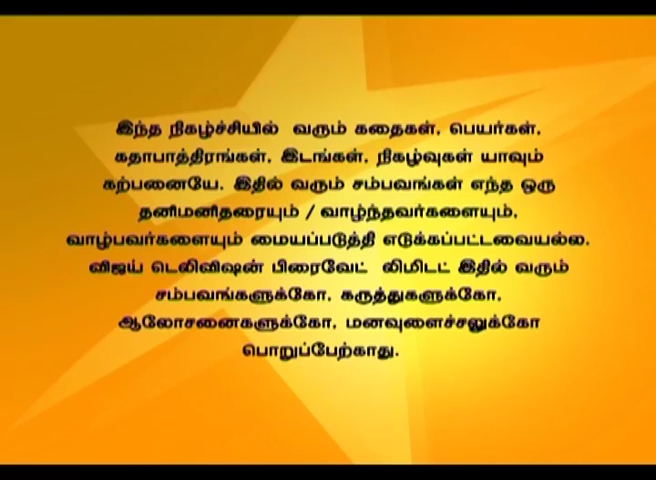 இந்த நிகழ்ச்சியில் வரும் கதைகள், பெயர்கள்,
கதாபாத்திரங்கள், இடங்கள், நிகழ்வுகள் யாவும்
கற்பனையே. இதில் வரும் சம்பவங்கள் எந்த ஒரு
தனிமனிதரையும் / வாழ்ந்தவர்களையும்,
வாழ்பவர்களையும் மையப்படுத்தி எடுக்கப்பட்டவையல்ல.
விஜய் டெலிவிஷன் பிரைவேட் லிமிடட் இதில் வரும்
சம்பவங்களுக்கோ, கருத்துகளுக்கோ,
ஆலோசனைகளுக்கோ, மனவுளைச்சலுக்கோ
பொறுப்பேற்காது.